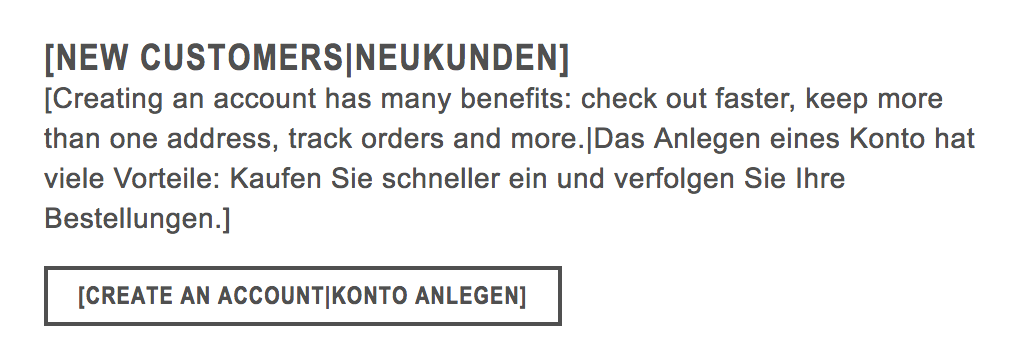 [NEW CUSTOMERS|NEUKUNDEN]
[Creating an account has many benefits: check out faster, keep more
than one address, track orders and more.|Das Anlegen eines Konto hat
viele Vorteile: Kaufen Sie schneller ein und verfolgen Sie Ihre
Bestellungen.]
[CREATE AN ACCOUNT|KONTO ANLEGEN]